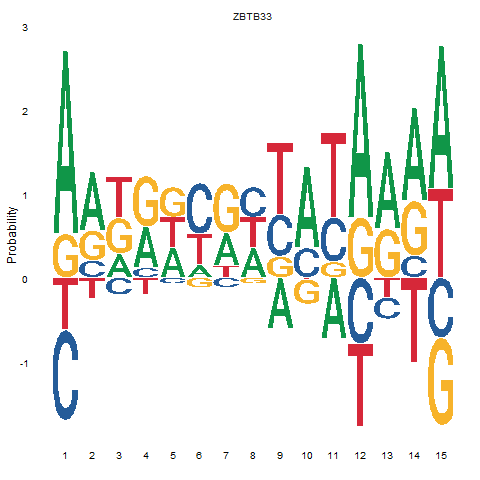 ZBTB33
3
2
1
0
-1
Probability
A G T C
A G C T
T G A C
G A C T
G T A C
C T A G
G A T C
C T A G
T C G A
A C G
T C G A
A G C T
A G T C
A G C T
A T C G
1 2 3 4 5 6 7 8 9 10 11 12 13 14 15